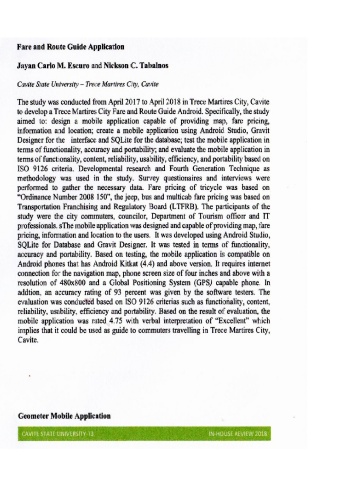 Fare and Route Guide Application
Jayan Carlo M. Escuro and Nickson C. Tabalnos
Cavite State University – Trece Martires City, Cavite
The study was conducted from April 2017 to April 2018 in Trece Martires City, Cavite
to develop a Trece Martires City Fare and Route Guide Android. Specifically, the study
aimed to: design a mobile application capable of providing map, fare pricing,
information and location; create a mobile application using Android Studio, Gravit
Designer for the interface and SQLite for the database; test the mobile application in
terms of functionality, accuracy and portability; and evaluate the mobile application in
terms of functionality, content, reliability, usability, efficiency, and portability based on
ISO 9126 criteria. Developmental research and Fourth Generation Technique as
methodology was used in the study. Survey questionaires and interviews were
performed to gather the necessary data. Fare pricing of tricycle was based on
“Ordinance Number 2008 150”, the jeep, bus and multicab fare pricing was based on
Transportation Franchising and Regulatory Board (LTFRB). The participants of the
study were the city commuters, councilor, Department of Tourism officer and IT
professionals. sThe mobile application was designed and capable of providing map, fare
pricing, information and location to the users. It was developed using Android Studio,
SQLite for Database and Gravit Designer. It was tested in terms of functionality,
accuracy and portability. Based on testing, the mobile application is compatible on
Android phones that has Android Kitkat (4.4) and above version. It requires internet
connection for the navigation map, phone screen size of four inches and above with a
resolution of 480x800 and a Global Positioning System (GPS) capable phone. In
addition, an accuracy rating of 93 percent was given by the software testers. The
evaluation was conducted based on ISO 9126 criterias such as functionality, content,
reliability, usability, efficiency and portability. Based on the result of evaluation, the
mobile application was rated 4.75 with verbal interpretation of “Excellent” which
implies that it could be used as guide to commuters travelling in Trece Martires City,
Cavite.
Geometer Mobile Application
CAVITE STATE UNIVERSITY-T3 IN-HOUSE REVIEW 2018